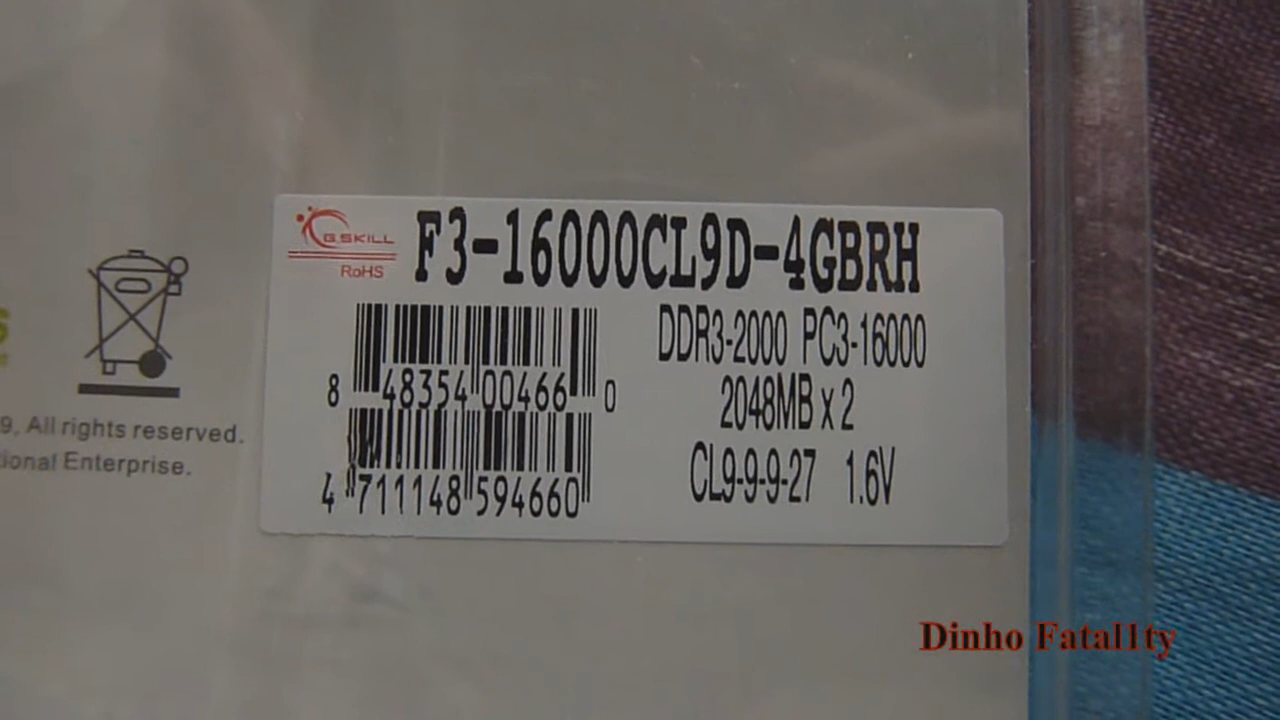 G.SKILL
RoHS
F3-16000CL9D-4GBRH
DDR3-2000 PC3-16000
2048MB x 2
CL9-9-9-27 1.6V
8 48354 00466 0
4 711148 594660
9, All rights reserved.
Enterprise.
Dinho Fatal1ty